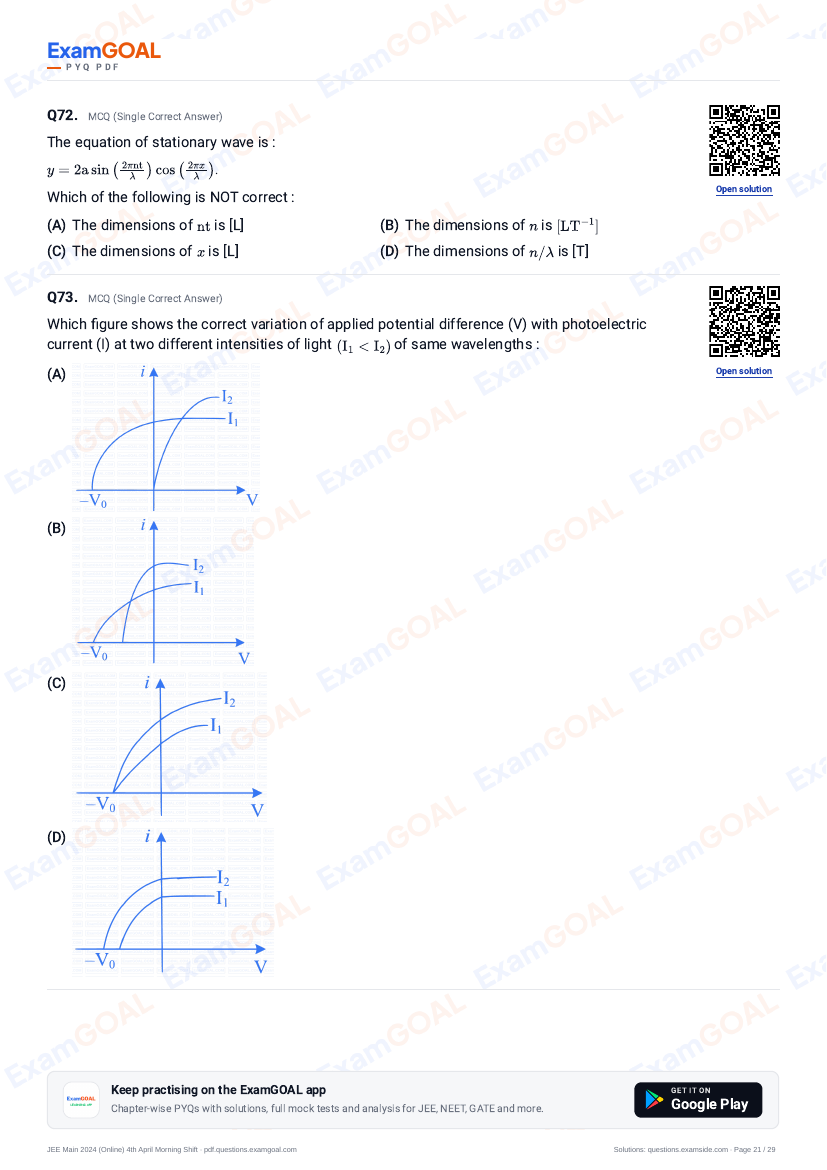 ExamGOAL
PYQ PDF
Q72. MCQ (Single Correct Answer)
The equation of stationary wave is :
y = 2a sin (2πnt/λ) cos (2πx/λ).
Which of the following is NOT correct :
(A) The dimensions of nt is [L]
(B) The dimensions of n is [LT⁻¹]
(C) The dimensions of x is [L]
(D) The dimensions of n/λ is [T]
Open solution
Q73. MCQ (Single Correct Answer)
Which figure shows the correct variation of applied potential difference (V) with photoelectric
current (I) at two different intensities of light (I₁ < I₂) of same wavelengths :
Open solution
(A)
i
I₂
I₁
−V₀
V
(B)
i
I₂
I₁
−V₀
V
(C)
i
I₂
I₁
−V₀
V
(D)
i
I₂
I₁
−V₀
V
ExamGOAL
Keep practising on the ExamGOAL app
Chapter-wise PYQs with solutions, full mock tests and analysis for JEE, NEET, GATE and more.
GET IT ON
Google Play
JEE Main 2024 (Online) 4th April Morning Shift · pdf.questions.examgoal.com
Solutions: questions.examside.com · Page 21 / 29